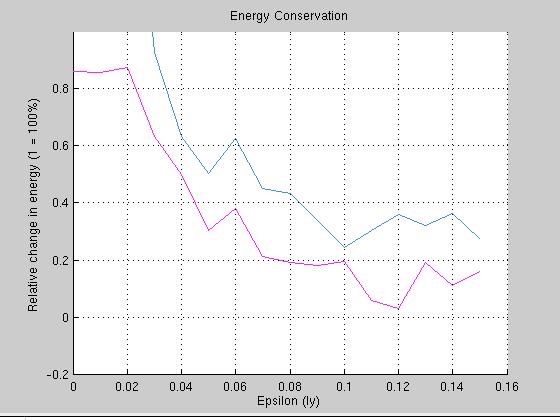 Energy Conservation
Relative change in energy (1 = 100%)
0.8
0.6
0.4
0.2
0
-0.2
0 0.02 0.04 0.06 0.08 0.1 0.12 0.14 0.16
Epsilon (ly)